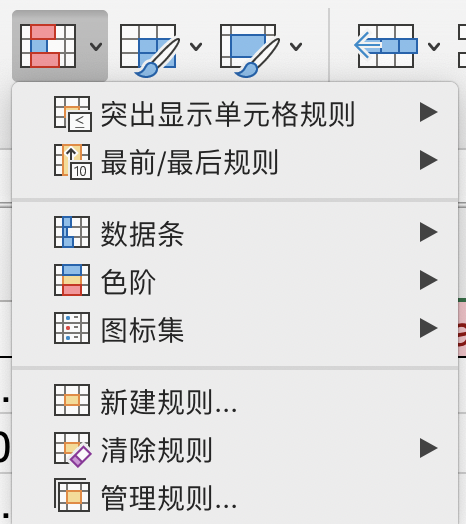 突出显示单元格规则
最前/最后规则
10
数据条
色阶
图标集
新建规则...
清除规则
管理规则...